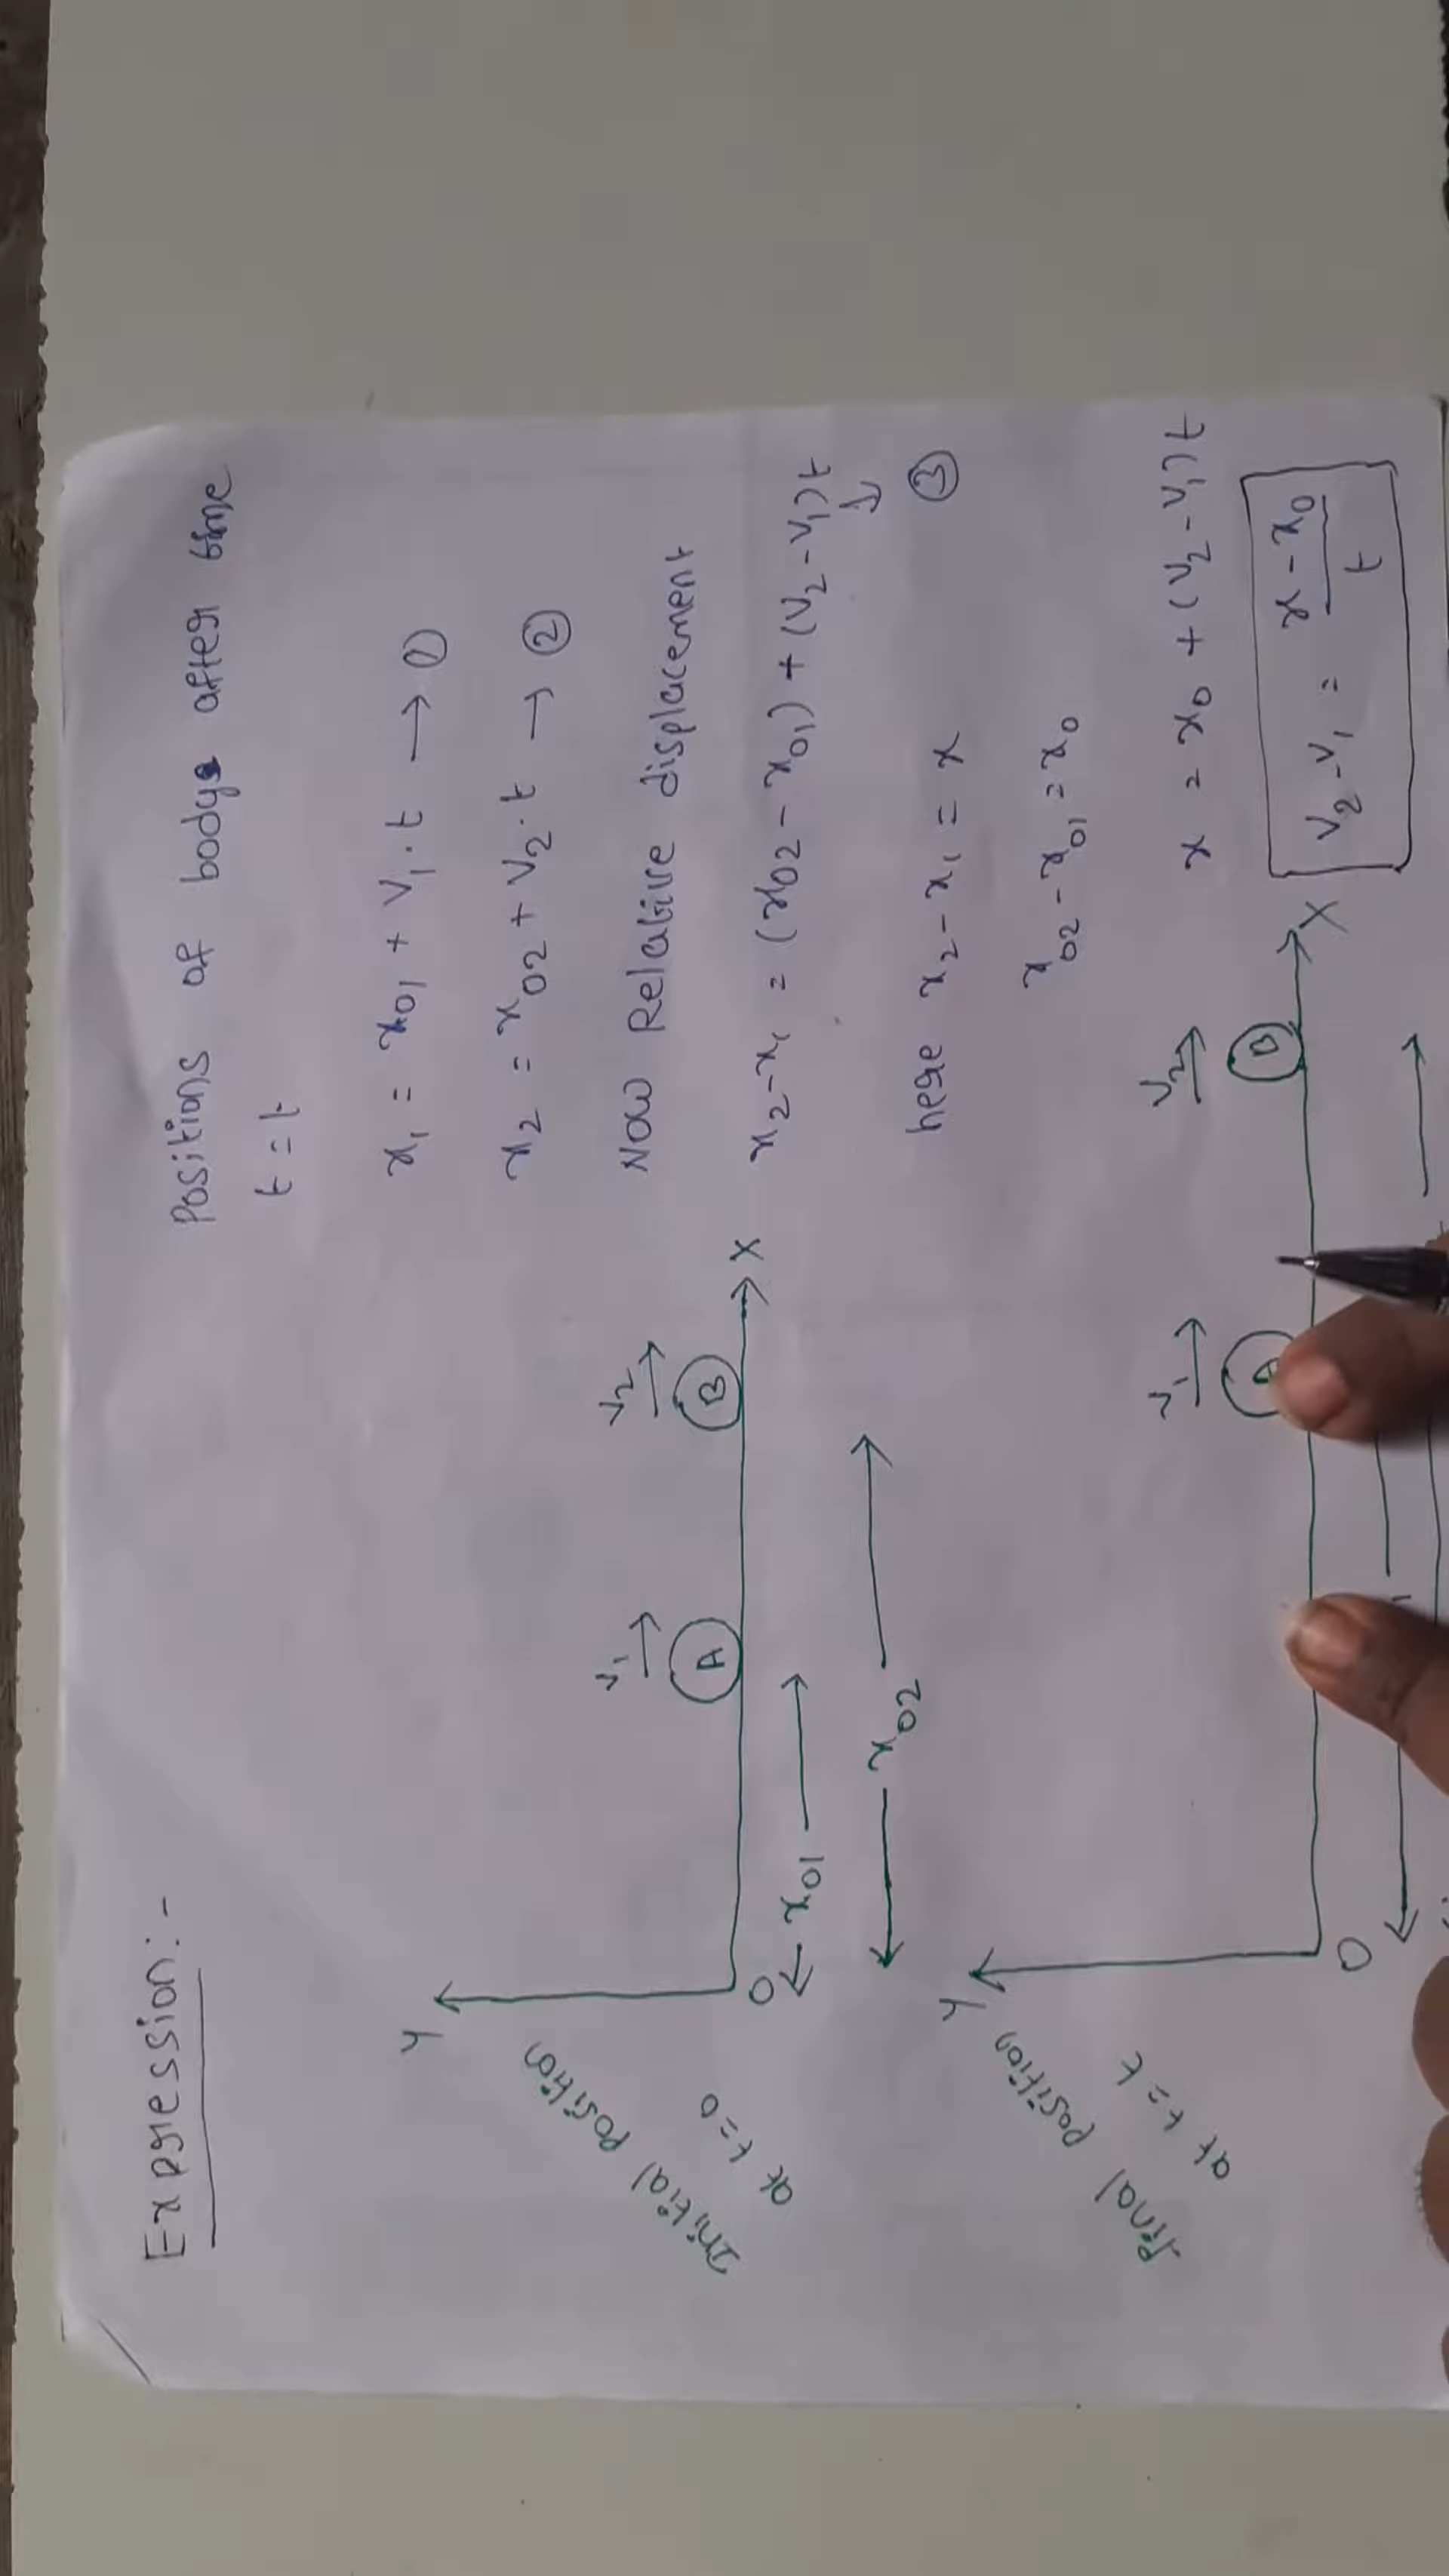 Expression:-
Y
Initial position
at t=0
V₁
V₂
A
B
X
O
x01
x02
Y
Final position
at t=t
V₁
V₂
A
B
X
O
Positions of bodys after time
t=t
x₁ = x₀₁ + V₁.t → ①
x₂ = x₀₂ + V₂.t → ②
Now Relative displacement
x₂-x₁ = (x02 - x₀₁) + (V₂-V₁)t
↓
③
here x₂-x₁ = x
x₀₂-x₀₁ = x₀
x = x₀ + (V₂-V₁)t
V₂-V₁ = x-x₀ / t